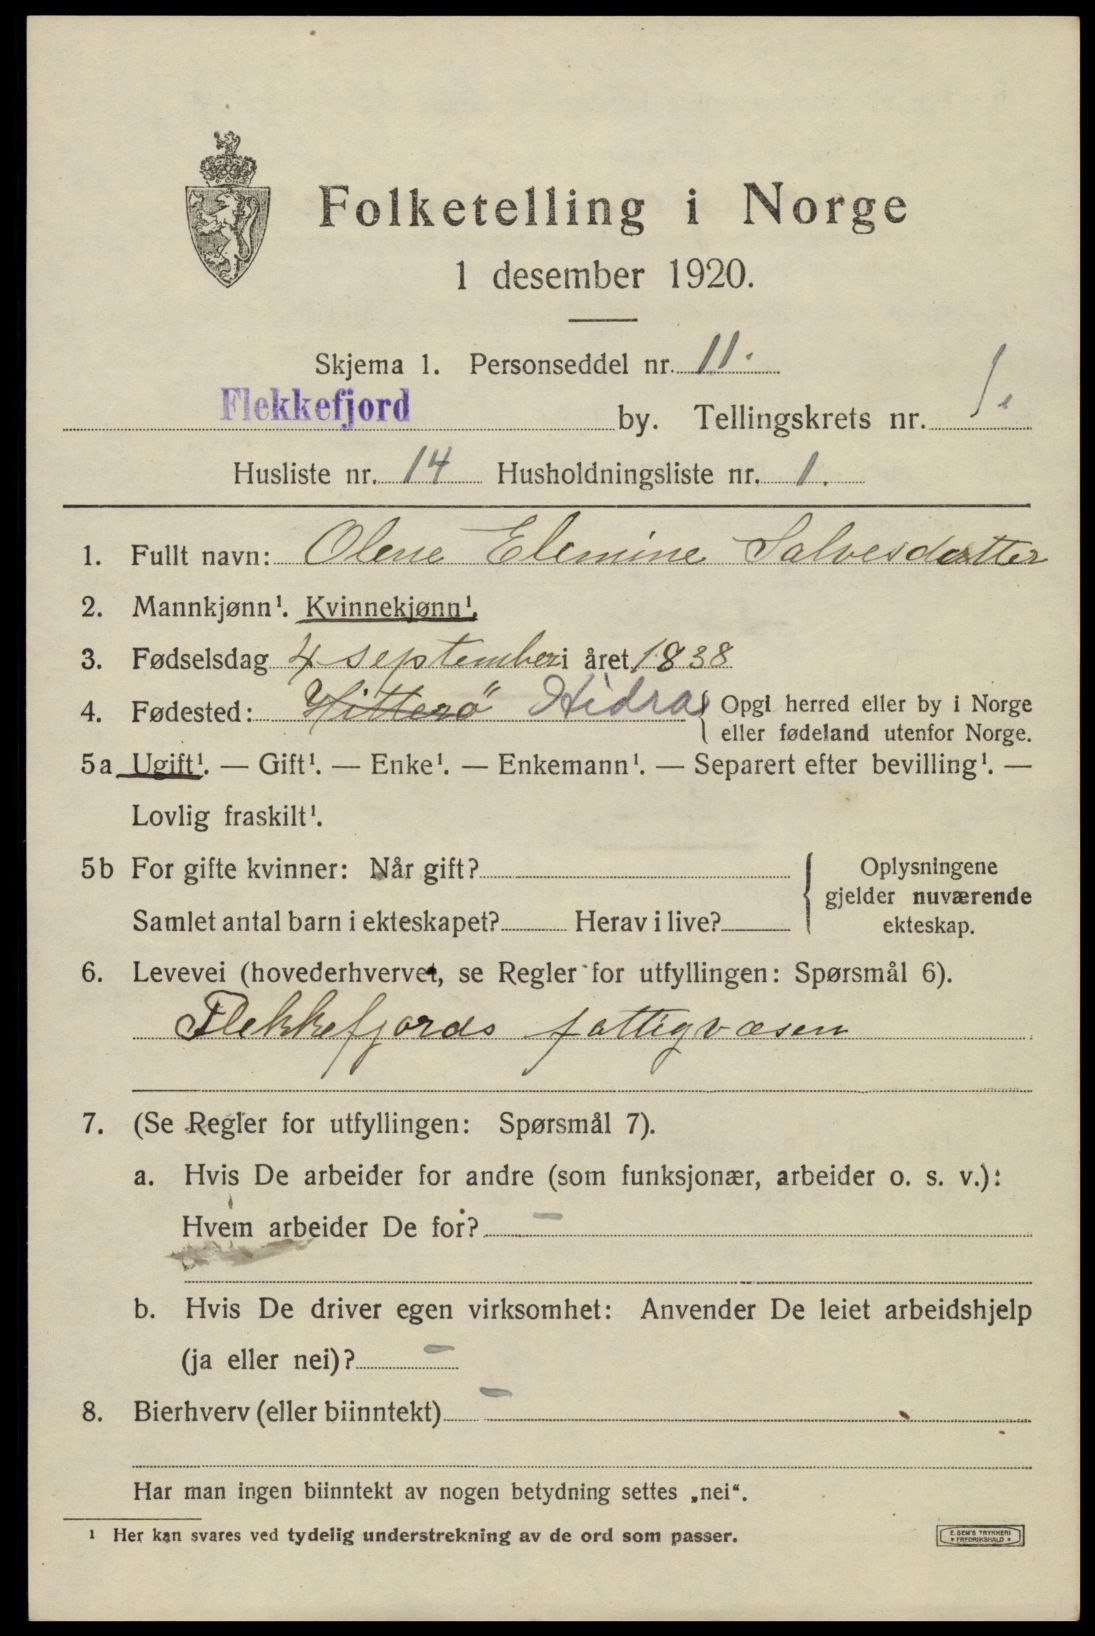 Folketelling i Norge
1 desember 1920.
Skjema 1. Personseddel nr. 11.
Flekkefjord by. Tellingskrets nr. 1.
Husliste nr. 14 Husholdningsliste nr. 1.
1. Fullt navn: Olene Elemine Salvesdatter
2. Mannkjønn¹. Kvinnekjønn¹.
3. Fødselsdag 4 september i året 1838
4. Fødested: Hitterø Hidra { Opgi herred eller by i Norge
eller fødeland utenfor Norge.
5a Ugift¹. — Gift¹. — Enke¹. — Enkemann¹. — Separert efter bevilling¹. —
Lovlig fraskilt¹.
5b For gifte kvinner: Når gift? { Oplysningene
gjelder nuværende
Samlet antal barn i ekteskapet? Herav i live? ekteskap.
6. Levevei (hovederhvervet, se Regler for utfyllingen: Spørsmål 6).
Flekkefjords fattigvæsen
7. (Se Regler for utfyllingen: Spørsmål 7).
a. Hvis De arbeider for andre (som funksjonær, arbeider o. s. v.):
Hvem arbeider De for? —
b. Hvis De driver egen virksomhet: Anvender De leiet arbeidshjelp
(ja eller nei)? —
8. Bierhverv (eller biinntekt) —
Har man ingen biinntekt av nogen betydning settes „nei“.
¹ Her kan svares ved tydelig understrekning av de ord som passer.
E. SEM'S TRYKKERI
FREDRIKSHALD